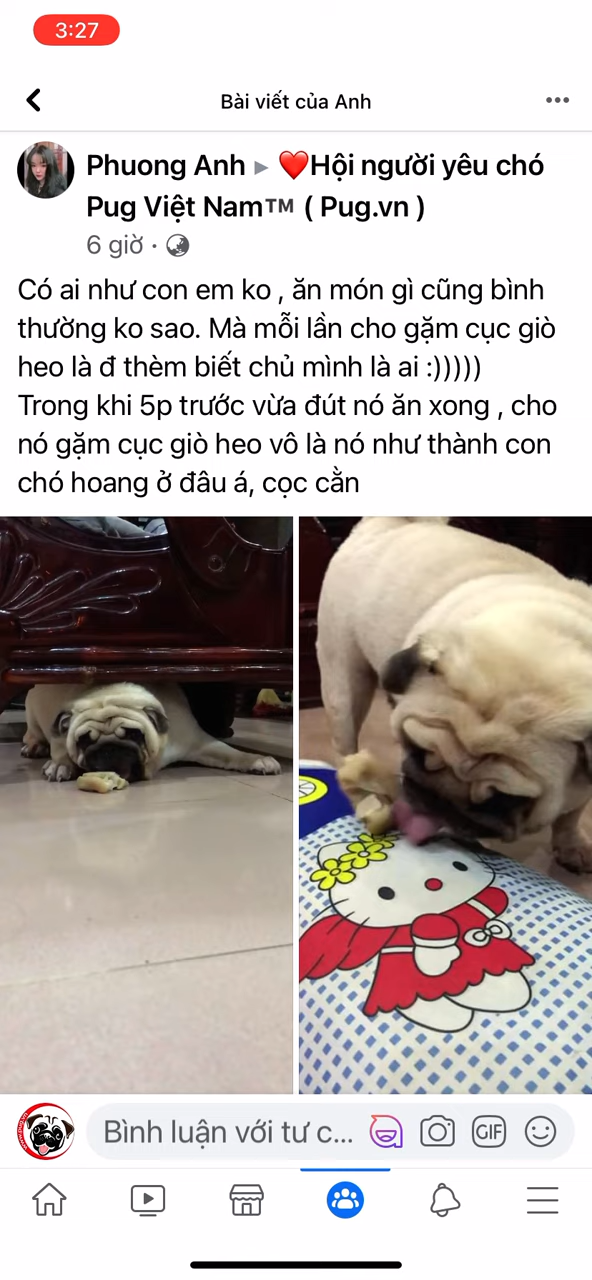 3:27
Bài viết của Anh
Phuong Anh ▸ ❤️Hội người yêu chó
Pug Việt Nam™ ( Pug.vn )
6 giờ ·
Có ai như con em ko , ăn món gì cũng bình
thường ko sao. Mà mỗi lần cho gặm cục giò
heo là đ thèm biết chủ mình là ai :)))))
Trong khi 5p trước vừa đút nó ăn xong , cho
nó gặm cục giò heo vô là nó như thành con
chó hoang ở đâu á, cọc cằn
Bình luận với tư c...
GIF